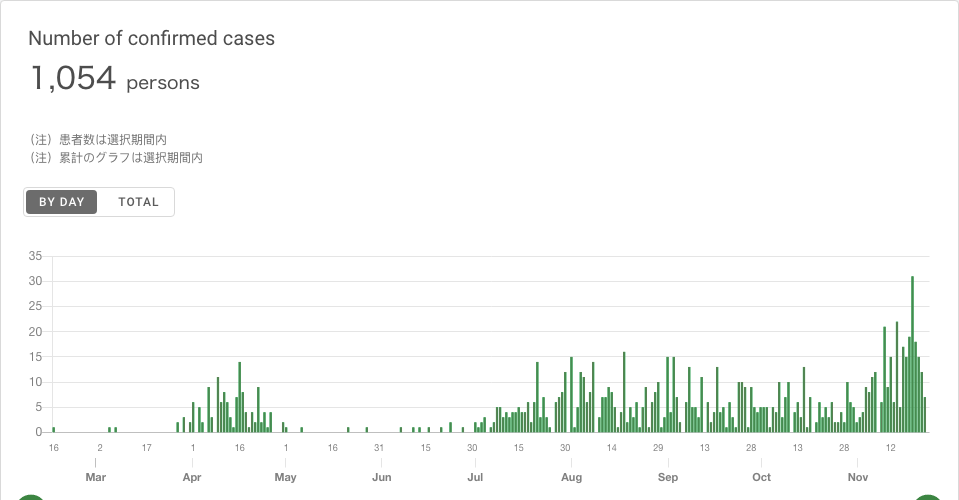 Number of confirmed cases
1,054 persons
（注）患者数は選択期間内
（注）累計のグラフは選択期間内
BY DAY TOTAL
35
30
25
20
15
10
5
0
16 2 17 1 16 1 16 31 15 30 15 30 14 29 13 28 13 28 12
Mar Apr May Jun Jul Aug Sep Oct Nov